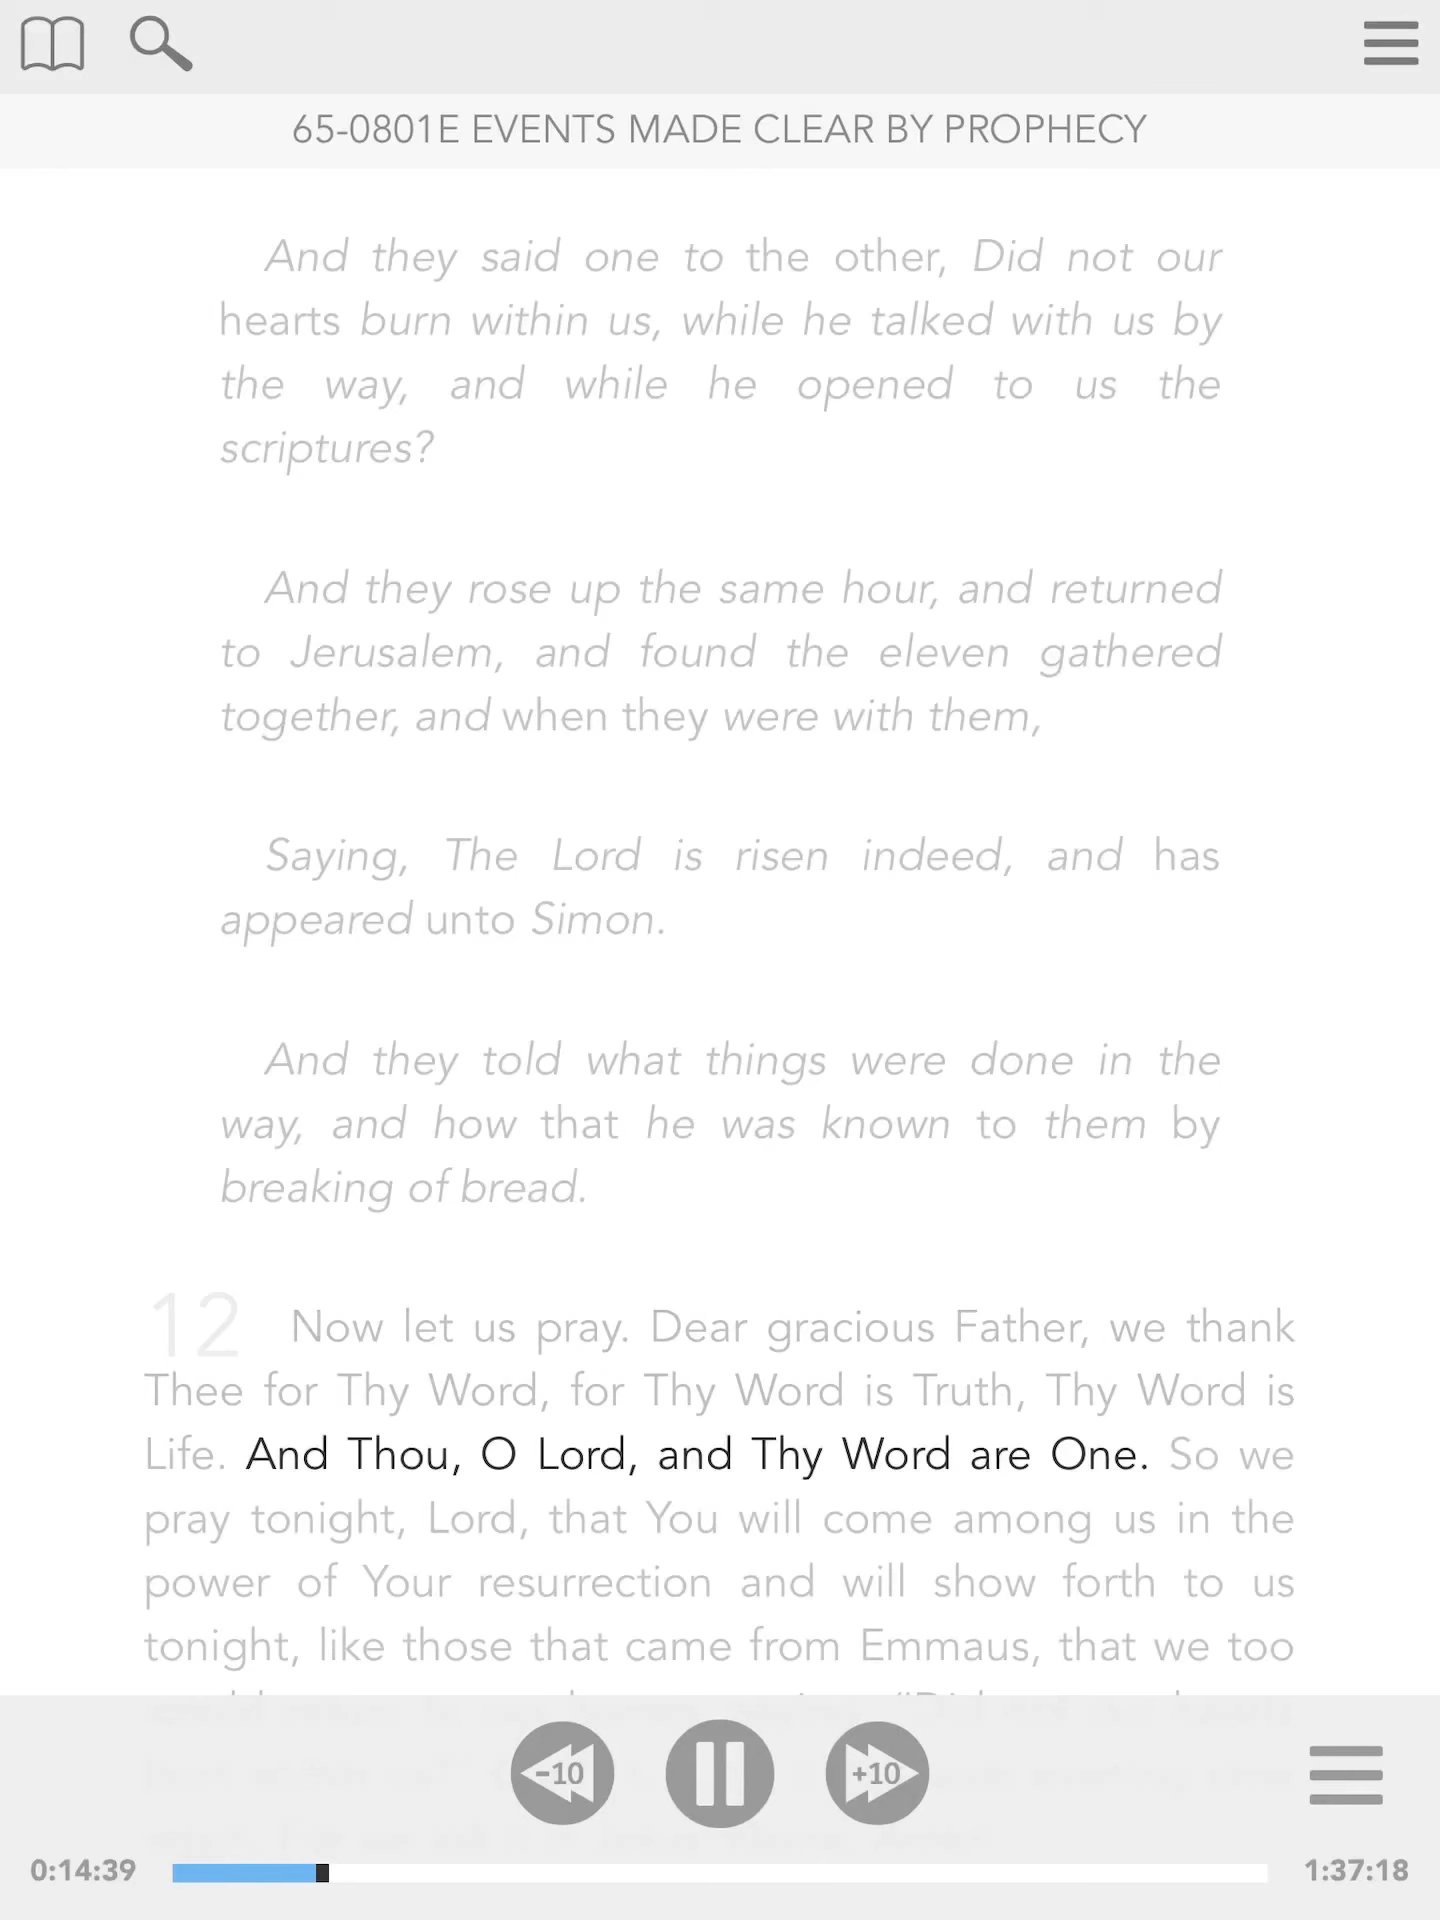 65-0801E EVENTS MADE CLEAR BY PROPHECY
And they said one to the other, Did not our
hearts burn within us, while he talked with us by
the way, and while he opened to us the
scriptures?
And they rose up the same hour, and returned
to Jerusalem, and found the eleven gathered
together, and when they were with them,
Saying, The Lord is risen indeed, and has
appeared unto Simon.
And they told what things were done in the
way, and how that he was known to them by
breaking of bread.
12 Now let us pray. Dear gracious Father, we thank
Thee for Thy Word, for Thy Word is Truth, Thy Word is
Life. And Thou, O Lord, and Thy Word are One. So we
pray tonight, Lord, that You will come among us in the
power of Your resurrection and will show forth to us
tonight, like those that came from Emmaus, that we too
-10 +10
0:14:39 1:37:18